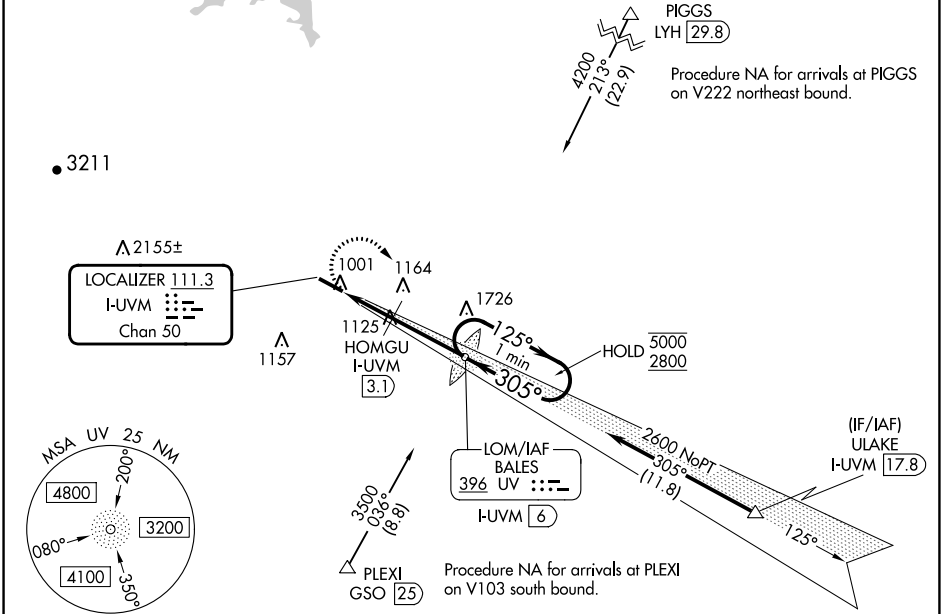 PIGGS
LYH 29.8
4200
213°
(22.9)
Procedure NA for arrivals at PIGGS
on V222 northeast bound.
3211
2155±
LOCALIZER 111.3
I-UVM
Chan 50
1001
1164
1726
1125
HOMGU
I-UVM
3.1
1157
125°
1 min
305°
HOLD 5000
2800
2600 NoPT
305°
(11.8)
(IF/IAF)
ULAKE
I-UVM 17.8
125°
LOM/IAF
BALES
396 UV
I-UVM 6
MSA UV 25 NM
200°
4800
3200
080°
4100
350°
3500
036°
(8.8)
PLEXI
GSO 25
Procedure NA for arrivals at PLEXI
on V103 south bound.